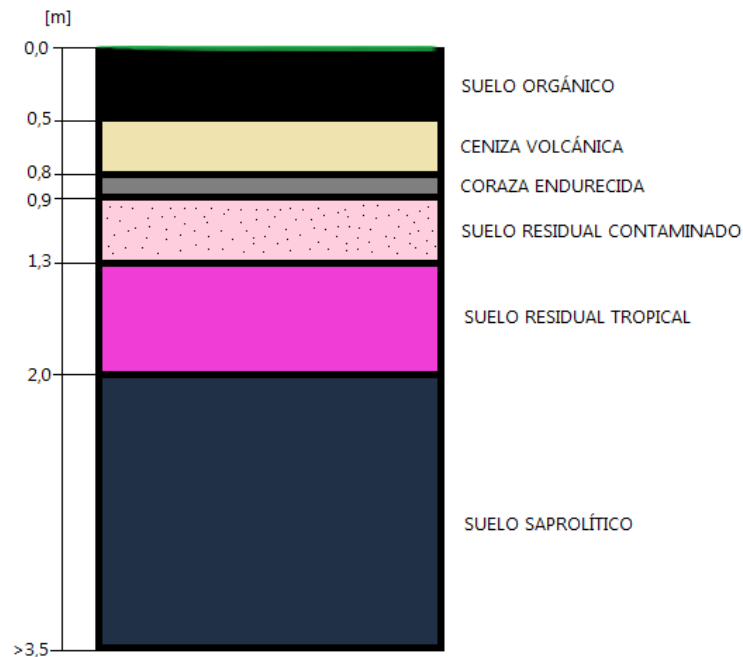 [m]
0,0
SUELO ORGÁNICO
0,5
CENIZA VOLCÁNICA
0,8
CORAZA ENDURECIDA
0,9
SUELO RESIDUAL CONTAMINADO
1,3
SUELO RESIDUAL TROPICAL
2,0
SUELO SAPROLÍTICO
>3,5